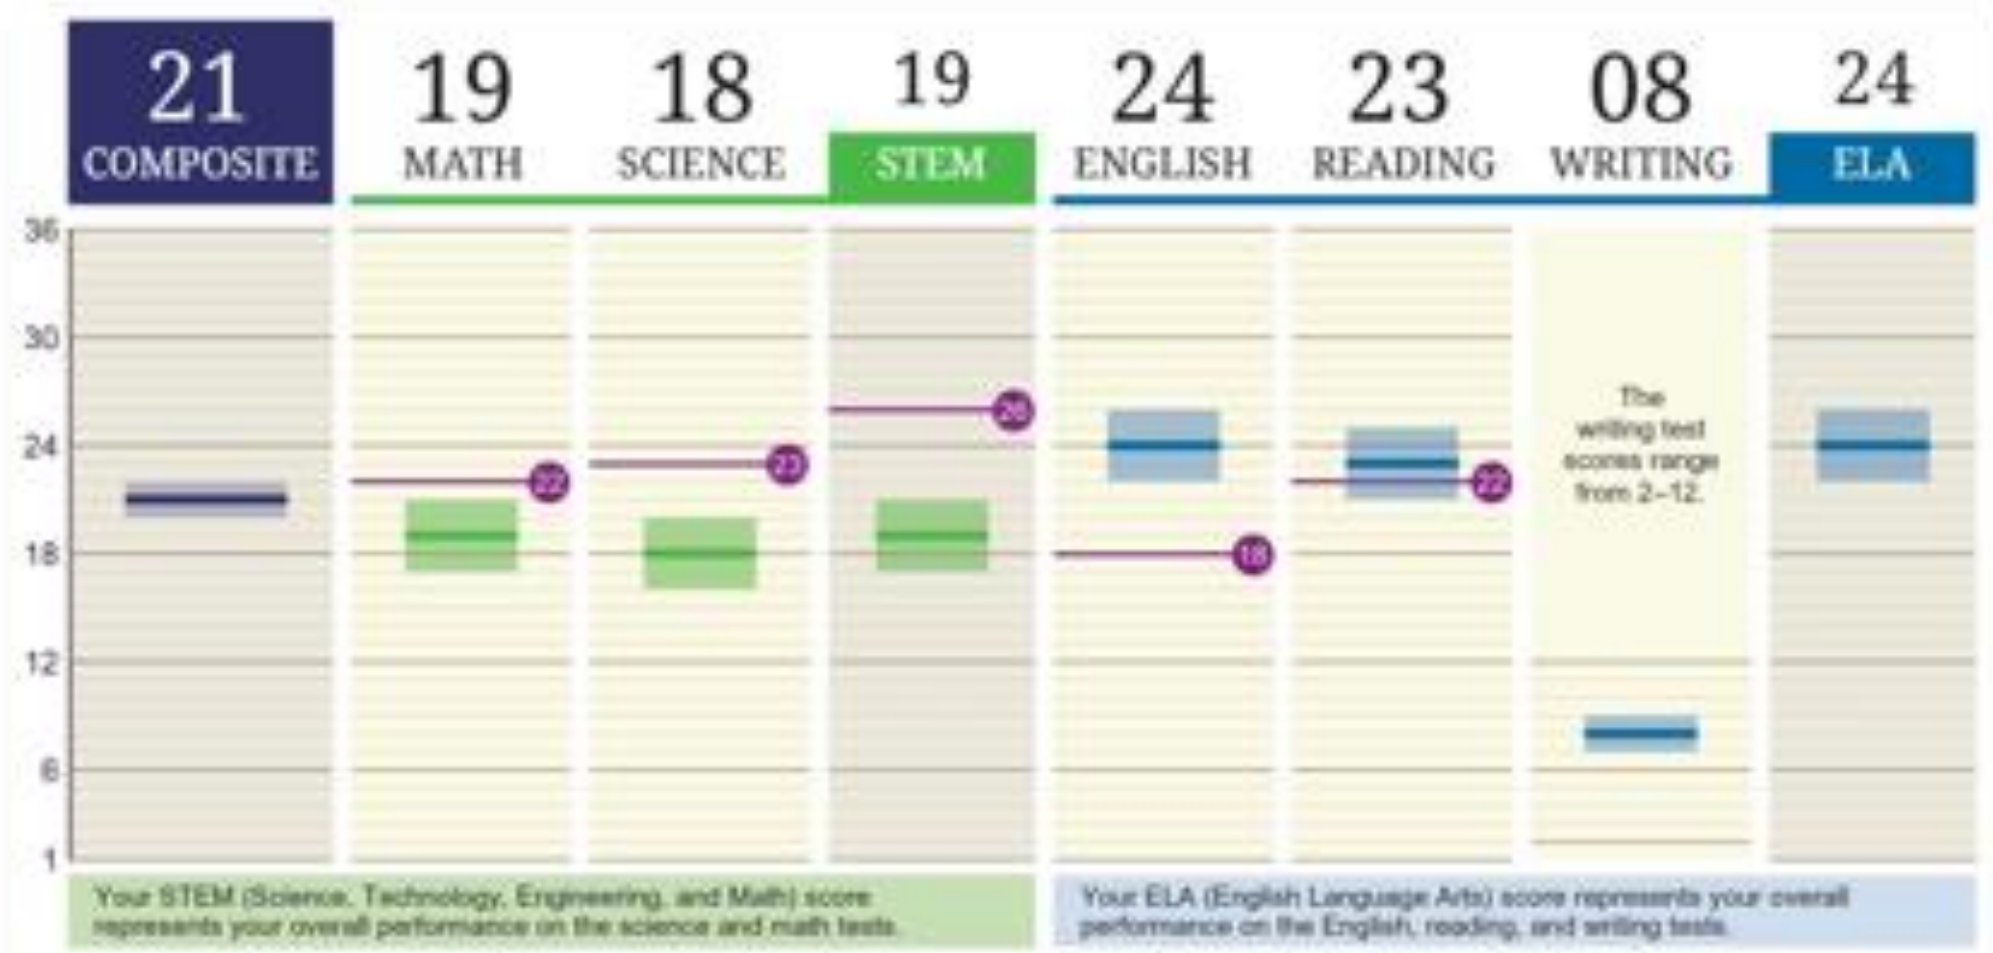 21 19 18 19 24 23 08 24
COMPOSITE MATH SCIENCE STEM ENGLISH READING WRITING ELA
36
30
26
24
The
writing test
scores range
from 2–12.
23
22
22
18
18
12
6
1
Your STEM (Science, Technology, Engineering, and Math) score
represents your overall performance on the science and math tests.
Your ELA (English Language Arts) score represents your overall
performance on the English, reading, and writing tests.